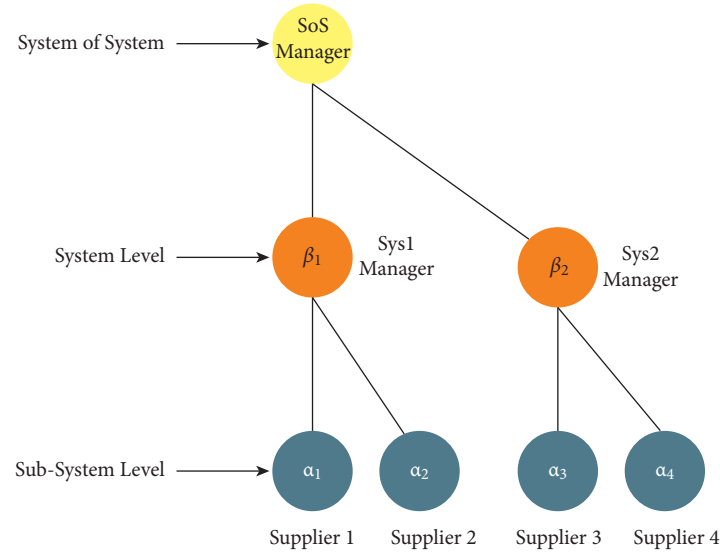 System of System
SoS
Manager
System Level
β₁
Sys1
Manager
β₂
Sys2
Manager
Sub-System Level
α₁
α₂
α₃
α₄
Supplier 1
Supplier 2
Supplier 3
Supplier 4